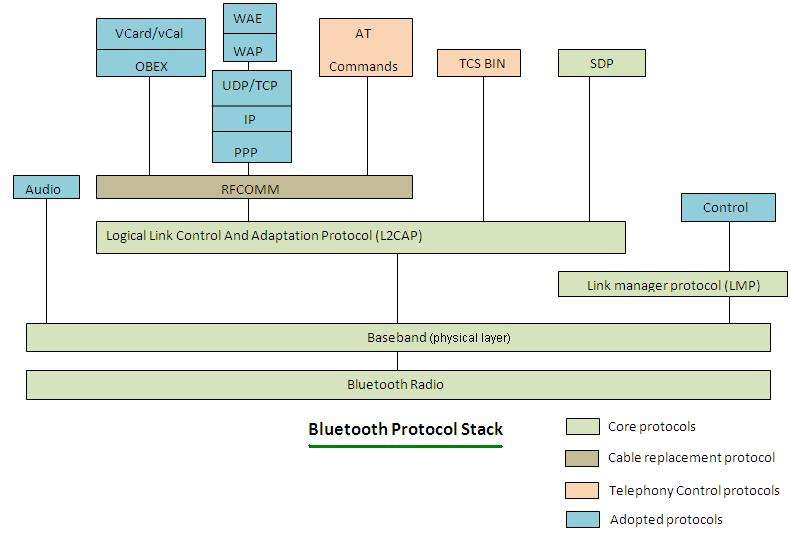 VCard/vCal
OBEX
WAE
WAP
UDP/TCP
IP
PPP
AT
Commands
TCS BIN
SDP
Audio
RFCOMM
Control
Logical Link Control And Adaptation Protocol (L2CAP)
Link manager protocol (LMP)
Baseband (physical layer)
Bluetooth Radio
Bluetooth Protocol Stack
Core protocols
Cable replacement protocol
Telephony Control protocols
Adopted protocols